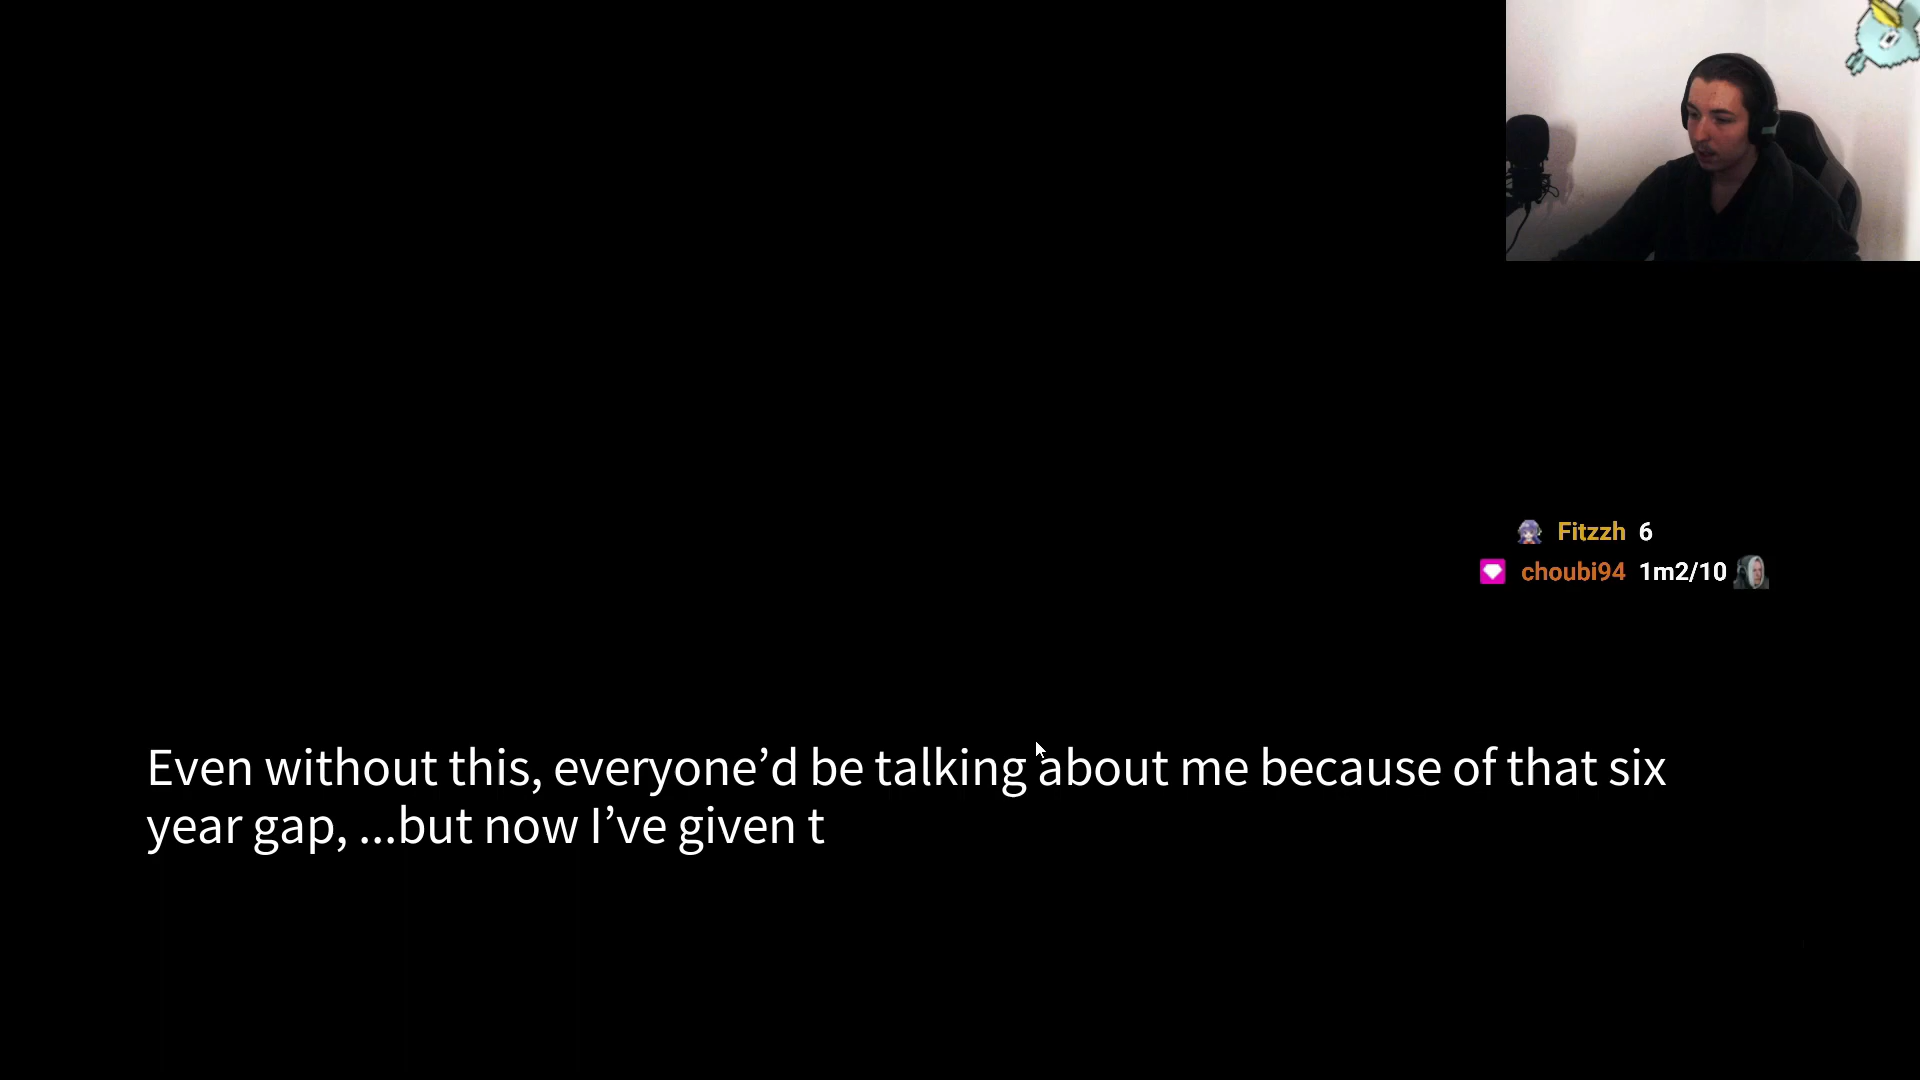 Fitzzh 6
choubi94 1m2/10
Even without this, everyone’d be talking about me because of that six
year gap, ...but now I’ve given t